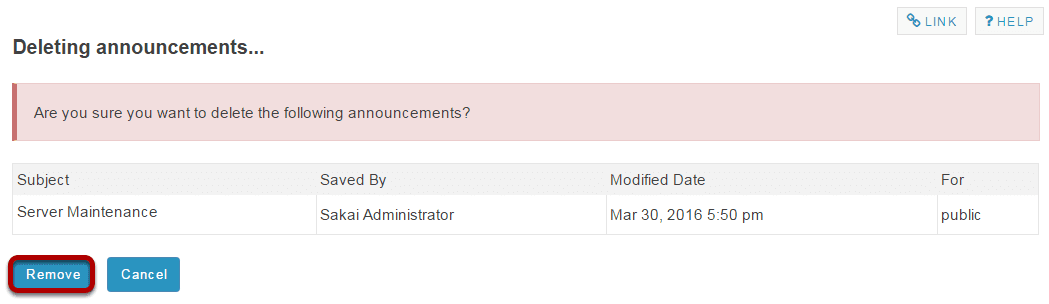 LINK ? HELP
Deleting announcements...
Are you sure you want to delete the following announcements?
Subject Saved By Modified Date For
Server Maintenance Sakai Administrator Mar 30, 2016 5:50 pm public
Remove Cancel